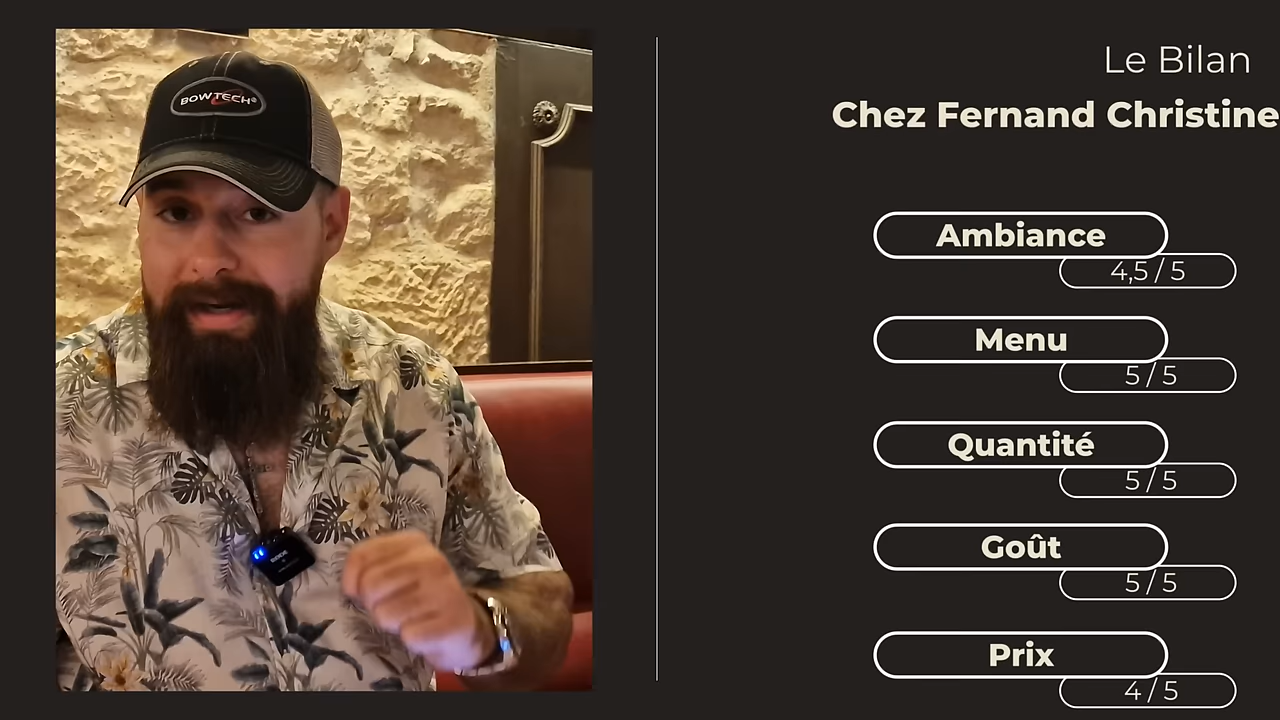 BOWTECH®
Le Bilan
Chez Fernand Christine
Ambiance
4,5 / 5
Menu
5 / 5
Quantité
5 / 5
Goût
5 / 5
Prix
4 / 5